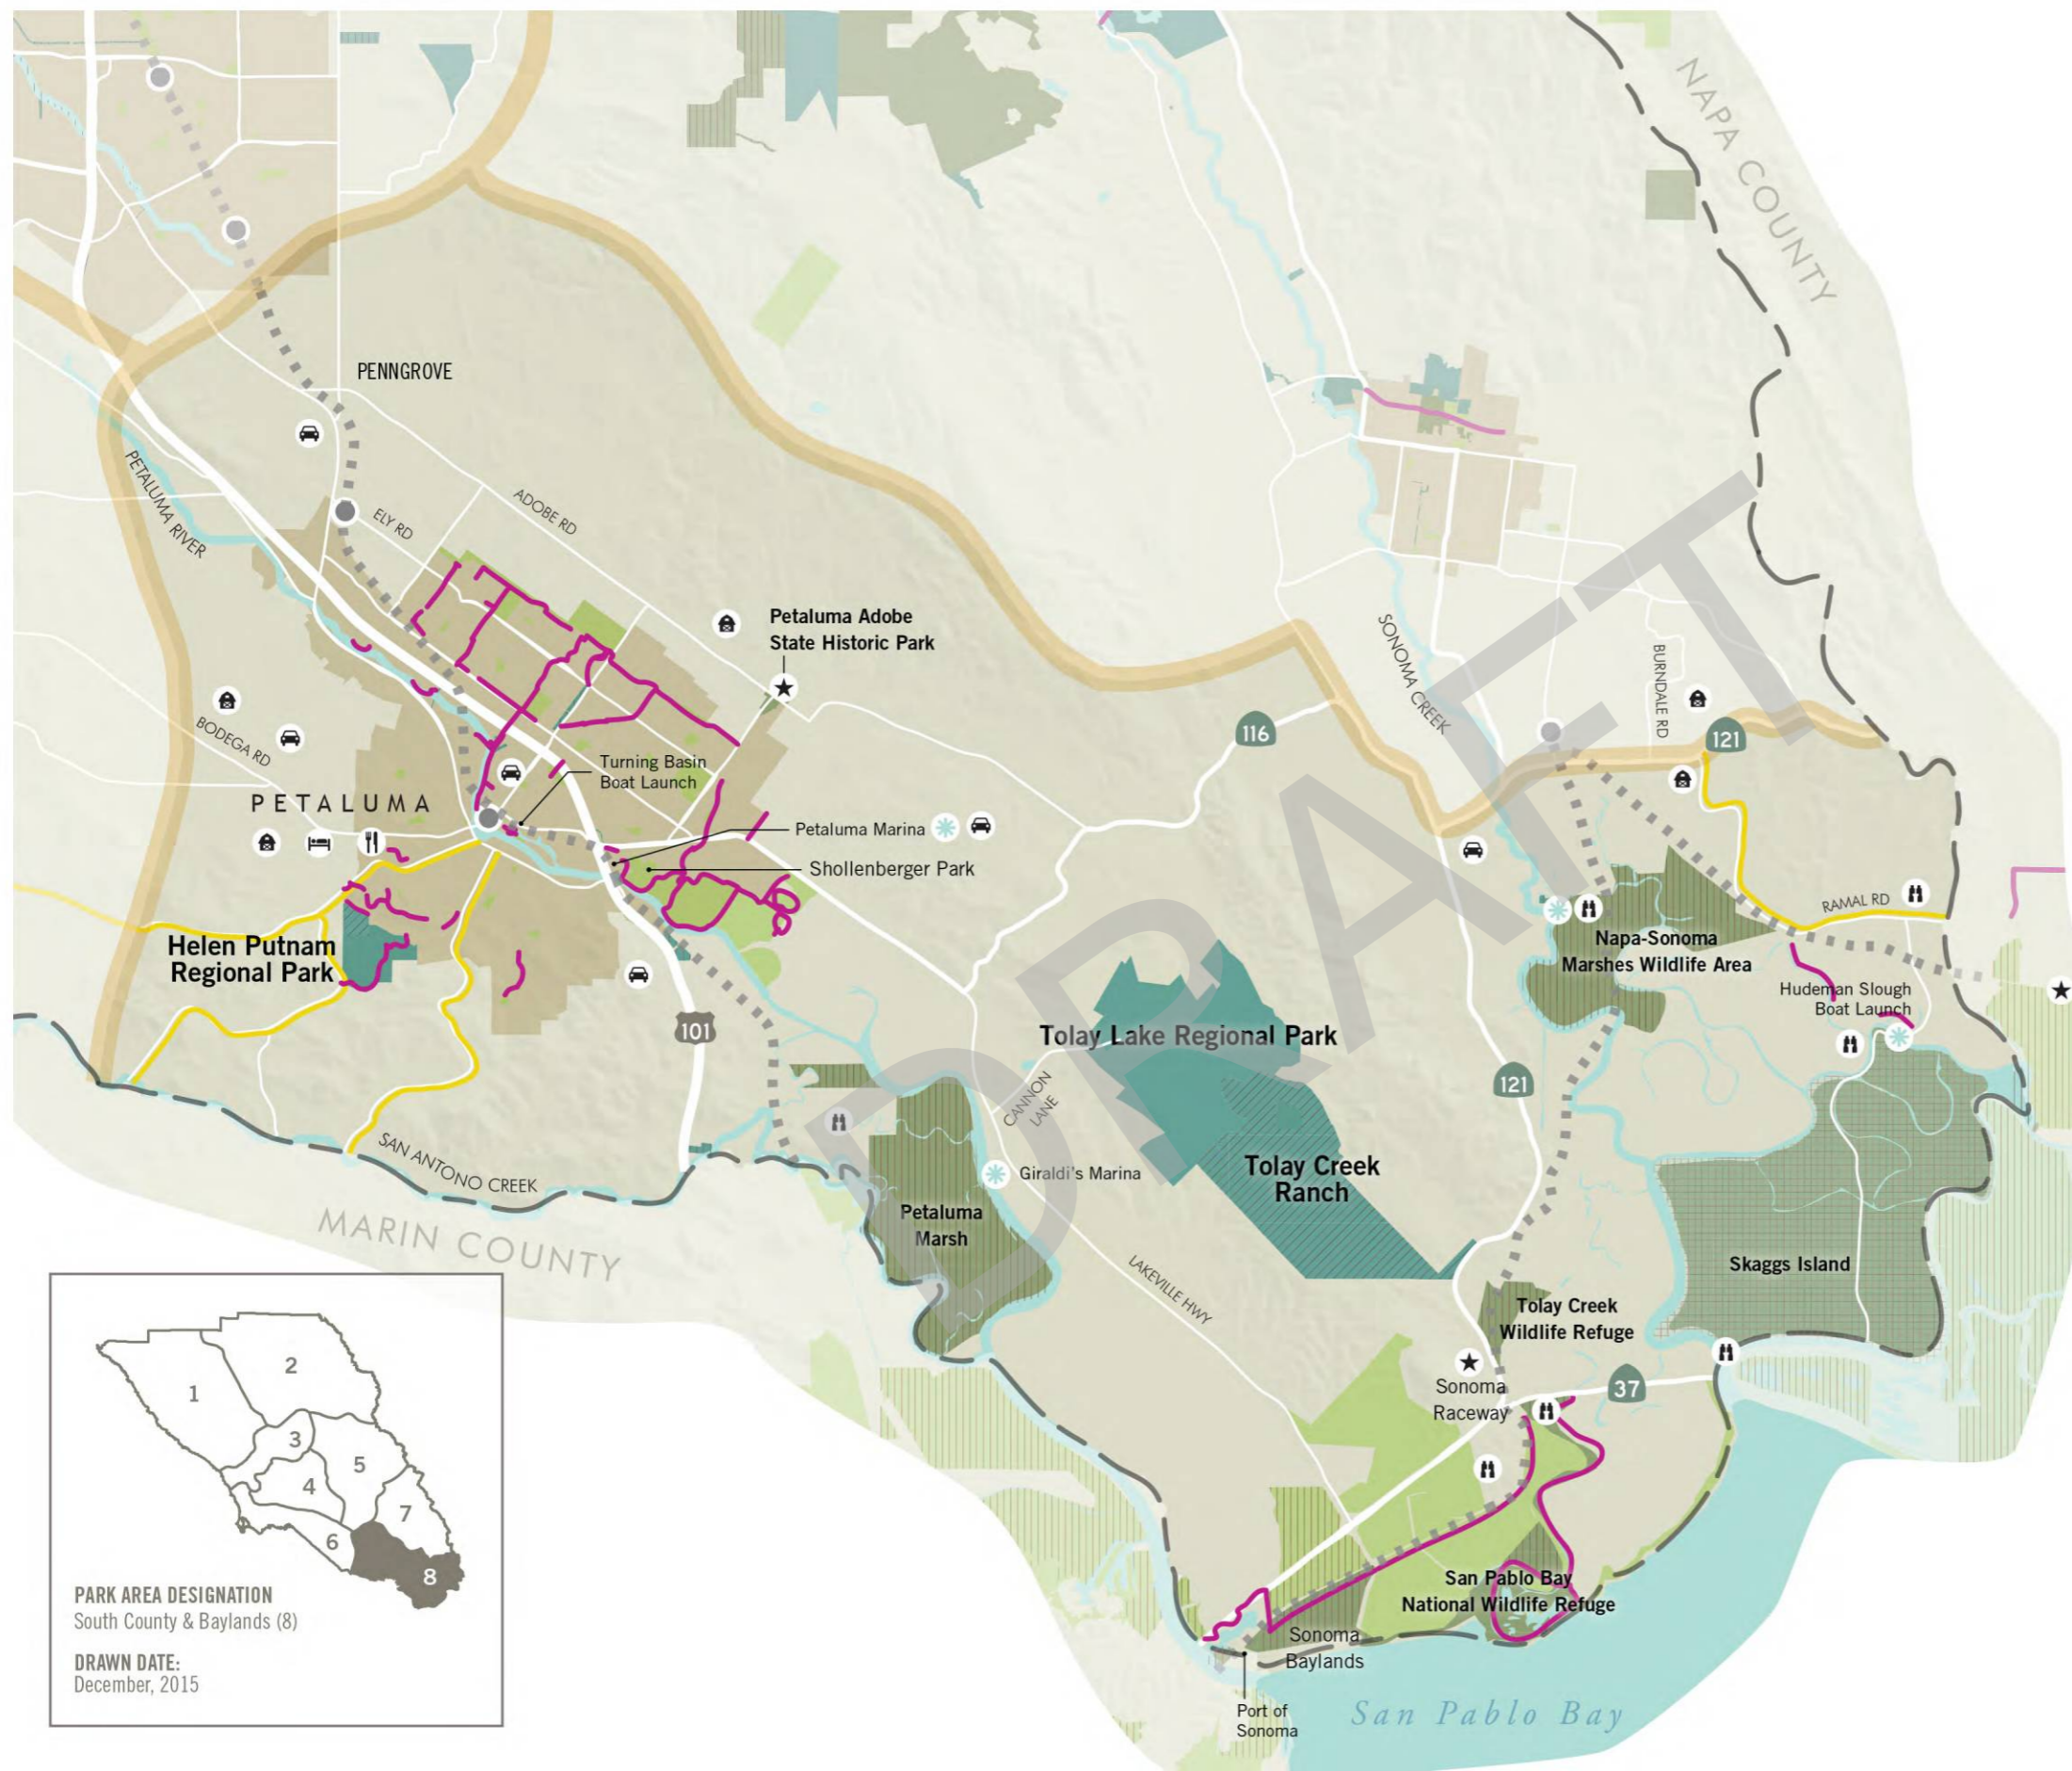 NAPA COUNTY
PENNGROVE
PETALUMA RIVER
ELY RD
ADOBE RD
Petaluma Adobe
State Historic Park
SONOMA CREEK
BURNDALE RD
116
121
BODEGA RD
Turning Basin
Boat Launch
PETALUMA
Petaluma Marina
Shollenberger Park
RAMAL RD
Helen Putnam
Regional Park
Napa-Sonoma
Marshes Wildlife Area
Hudeman Slough
Boat Launch
101
Tolay Lake Regional Park
121
CANNON
LANE
SAN ANTONO CREEK
Giraldi's Marina
Tolay Creek
Ranch
MARIN COUNTY
Petaluma
Marsh
LAKEVILLE HWY
Skaggs Island
Tolay Creek
Wildlife Refuge
Sonoma
Raceway
37
San Pablo Bay
National Wildlife Refuge
Sonoma
Baylands
Port of
Sonoma
San Pablo Bay
DRAFT
1
2
3
4
5
6
7
8
PARK AREA DESIGNATION
South County & Baylands (8)
DRAWN DATE:
December, 2015